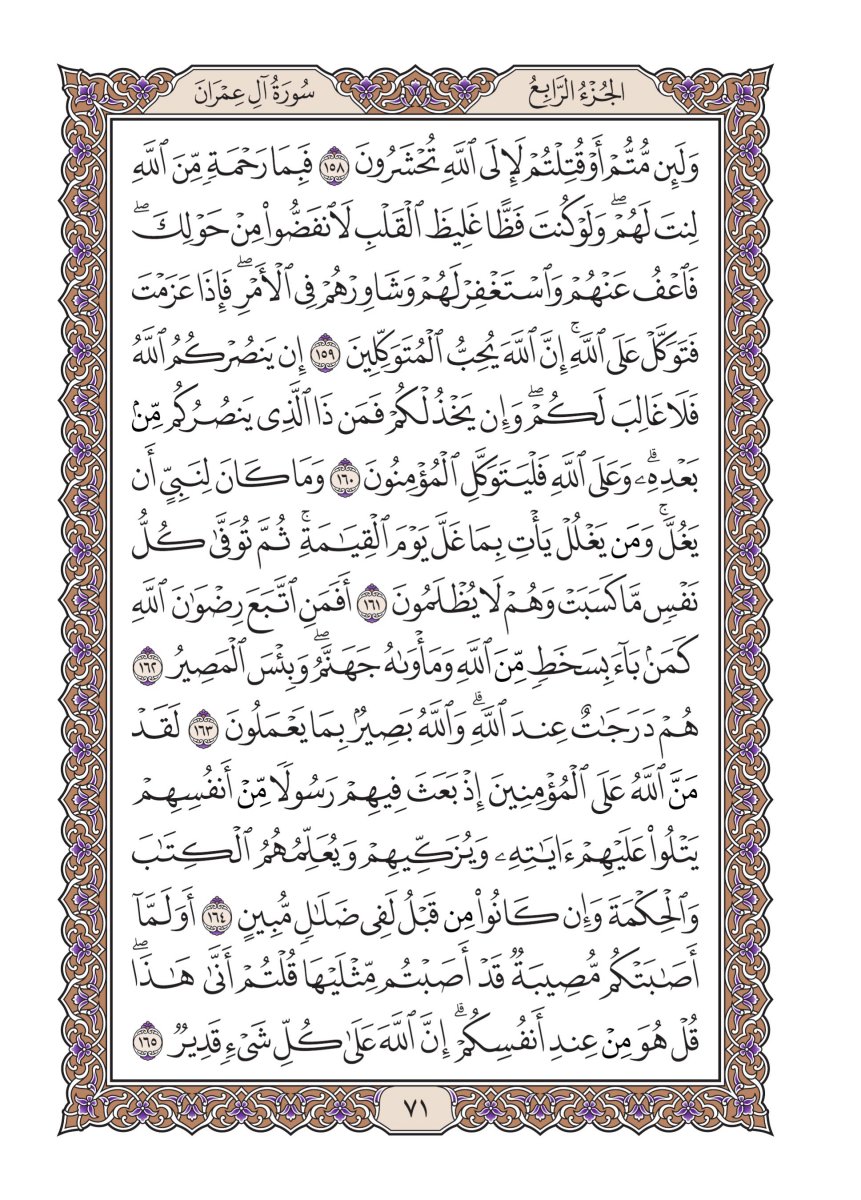 الجُزْءُ الرَّابِعُ
سُورَةُ آلِ عِمْرَانَ
وَلَئِن مُّتُّمْ أَوْ قُتِلْتُمْ لَإِلَى ٱللَّهِ تُحْشَرُونَ ١٥٨ فَبِمَا رَحْمَةٍ مِّنَ ٱللَّهِ
لِنتَ لَهُمْۖ وَلَوْ كُنتَ فَظًّا غَلِيظَ ٱلْقَلْبِ لَٱنفَضُّواْ مِنْ حَوْلِكَۖ
فَٱعْفُ عَنْهُمْ وَٱسْتَغْفِرْ لَهُمْ وَشَاوِرْهُمْ فِى ٱلْأَمْرِۖ فَإِذَا عَزَمْتَ
فَتَوَكَّلْ عَلَى ٱللَّهِۚ إِنَّ ٱللَّهَ يُحِبُّ ٱلْمُتَوَكِّلِينَ ١٥٩ إِن يَنصُرْكُمُ ٱللَّهُ
فَلَا غَالِبَ لَكُمْۖ وَإِن يَخْذُلْكُمْ فَمَن ذَا ٱلَّذِى يَنصُرُكُم مِّنۢ
بَعْدِهِۦۗ وَعَلَى ٱللَّهِ فَلْيَتَوَكَّلِ ٱلْمُؤْمِنُونَ ١٦٠ وَمَا كَانَ لِنَبِىٍّ أَن
يَغُلَّۚ وَمَن يَغْلُلْ يَأْتِ بِمَا غَلَّ يَوْمَ ٱلْقِيَٰمَةِۚ ثُمَّ تُوَفَّىٰ كُلُّ
نَفْسٍ مَّا كَسَبَتْ وَهُمْ لَا يُظْلَمُونَ ١٦١ أَفَمَنِ ٱتَّبَعَ رِضْوَٰنَ ٱللَّهِ
كَمَنۢ بَآءَ بِسَخَطٍ مِّنَ ٱللَّهِ وَمَأْوَىٰهُ جَهَنَّمُۖ وَبِئْسَ ٱلْمَصِيرُ ١٦٢
هُمْ دَرَجَٰتٌ عِندَ ٱللَّهِۗ وَٱللَّهُ بَصِيرٌۢ بِمَا يَعْمَلُونَ ١٦٣ لَقَدْ
مَنَّ ٱللَّهُ عَلَى ٱلْمُؤْمِنِينَ إِذْ بَعَثَ فِيهِمْ رَسُولًا مِّنْ أَنفُسِهِمْ
يَتْلُواْ عَلَيْهِمْ ءَايَٰتِهِۦ وَيُزَكِّيهِمْ وَيُعَلِّمُهُمُ ٱلْكِتَٰبَ
وَٱلْحِكْمَةَ وَإِن كَانُواْ مِن قَبْلُ لَفِى ضَلَٰلٍ مُّبِينٍ ١٦٤ أَوَلَمَّآ
أَصَٰبَتْكُم مُّصِيبَةٌ قَدْ أَصَبْتُم مِّثْلَيْهَا قُلْتُمْ أَنَّىٰ هَٰذَاۖ
قُلْ هُوَ مِنْ عِندِ أَنفُسِكُمْۗ إِنَّ ٱللَّهَ عَلَىٰ كُلِّ شَىْءٍ قَدِيرٌ ١٦٥
٧١